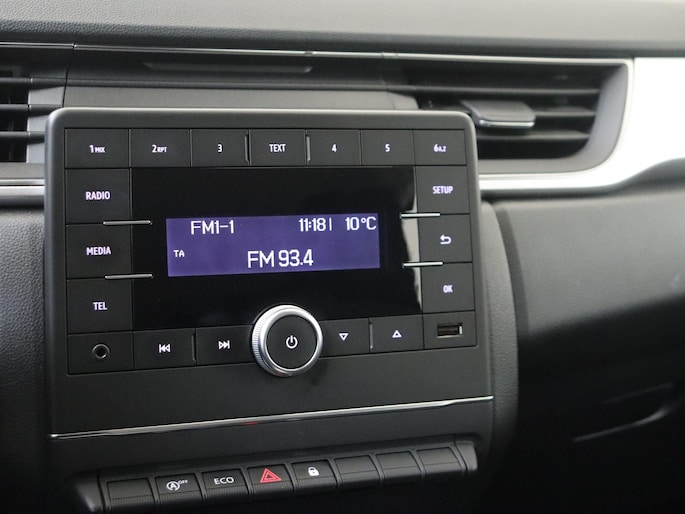 1 MIX 2 RPT 3 TEXT 4 5 6 A.Z
RADIO SETUP
FM1-1 11:18 10°C
MEDIA
TA FM 93.4
TEL OK
A OFF ECO